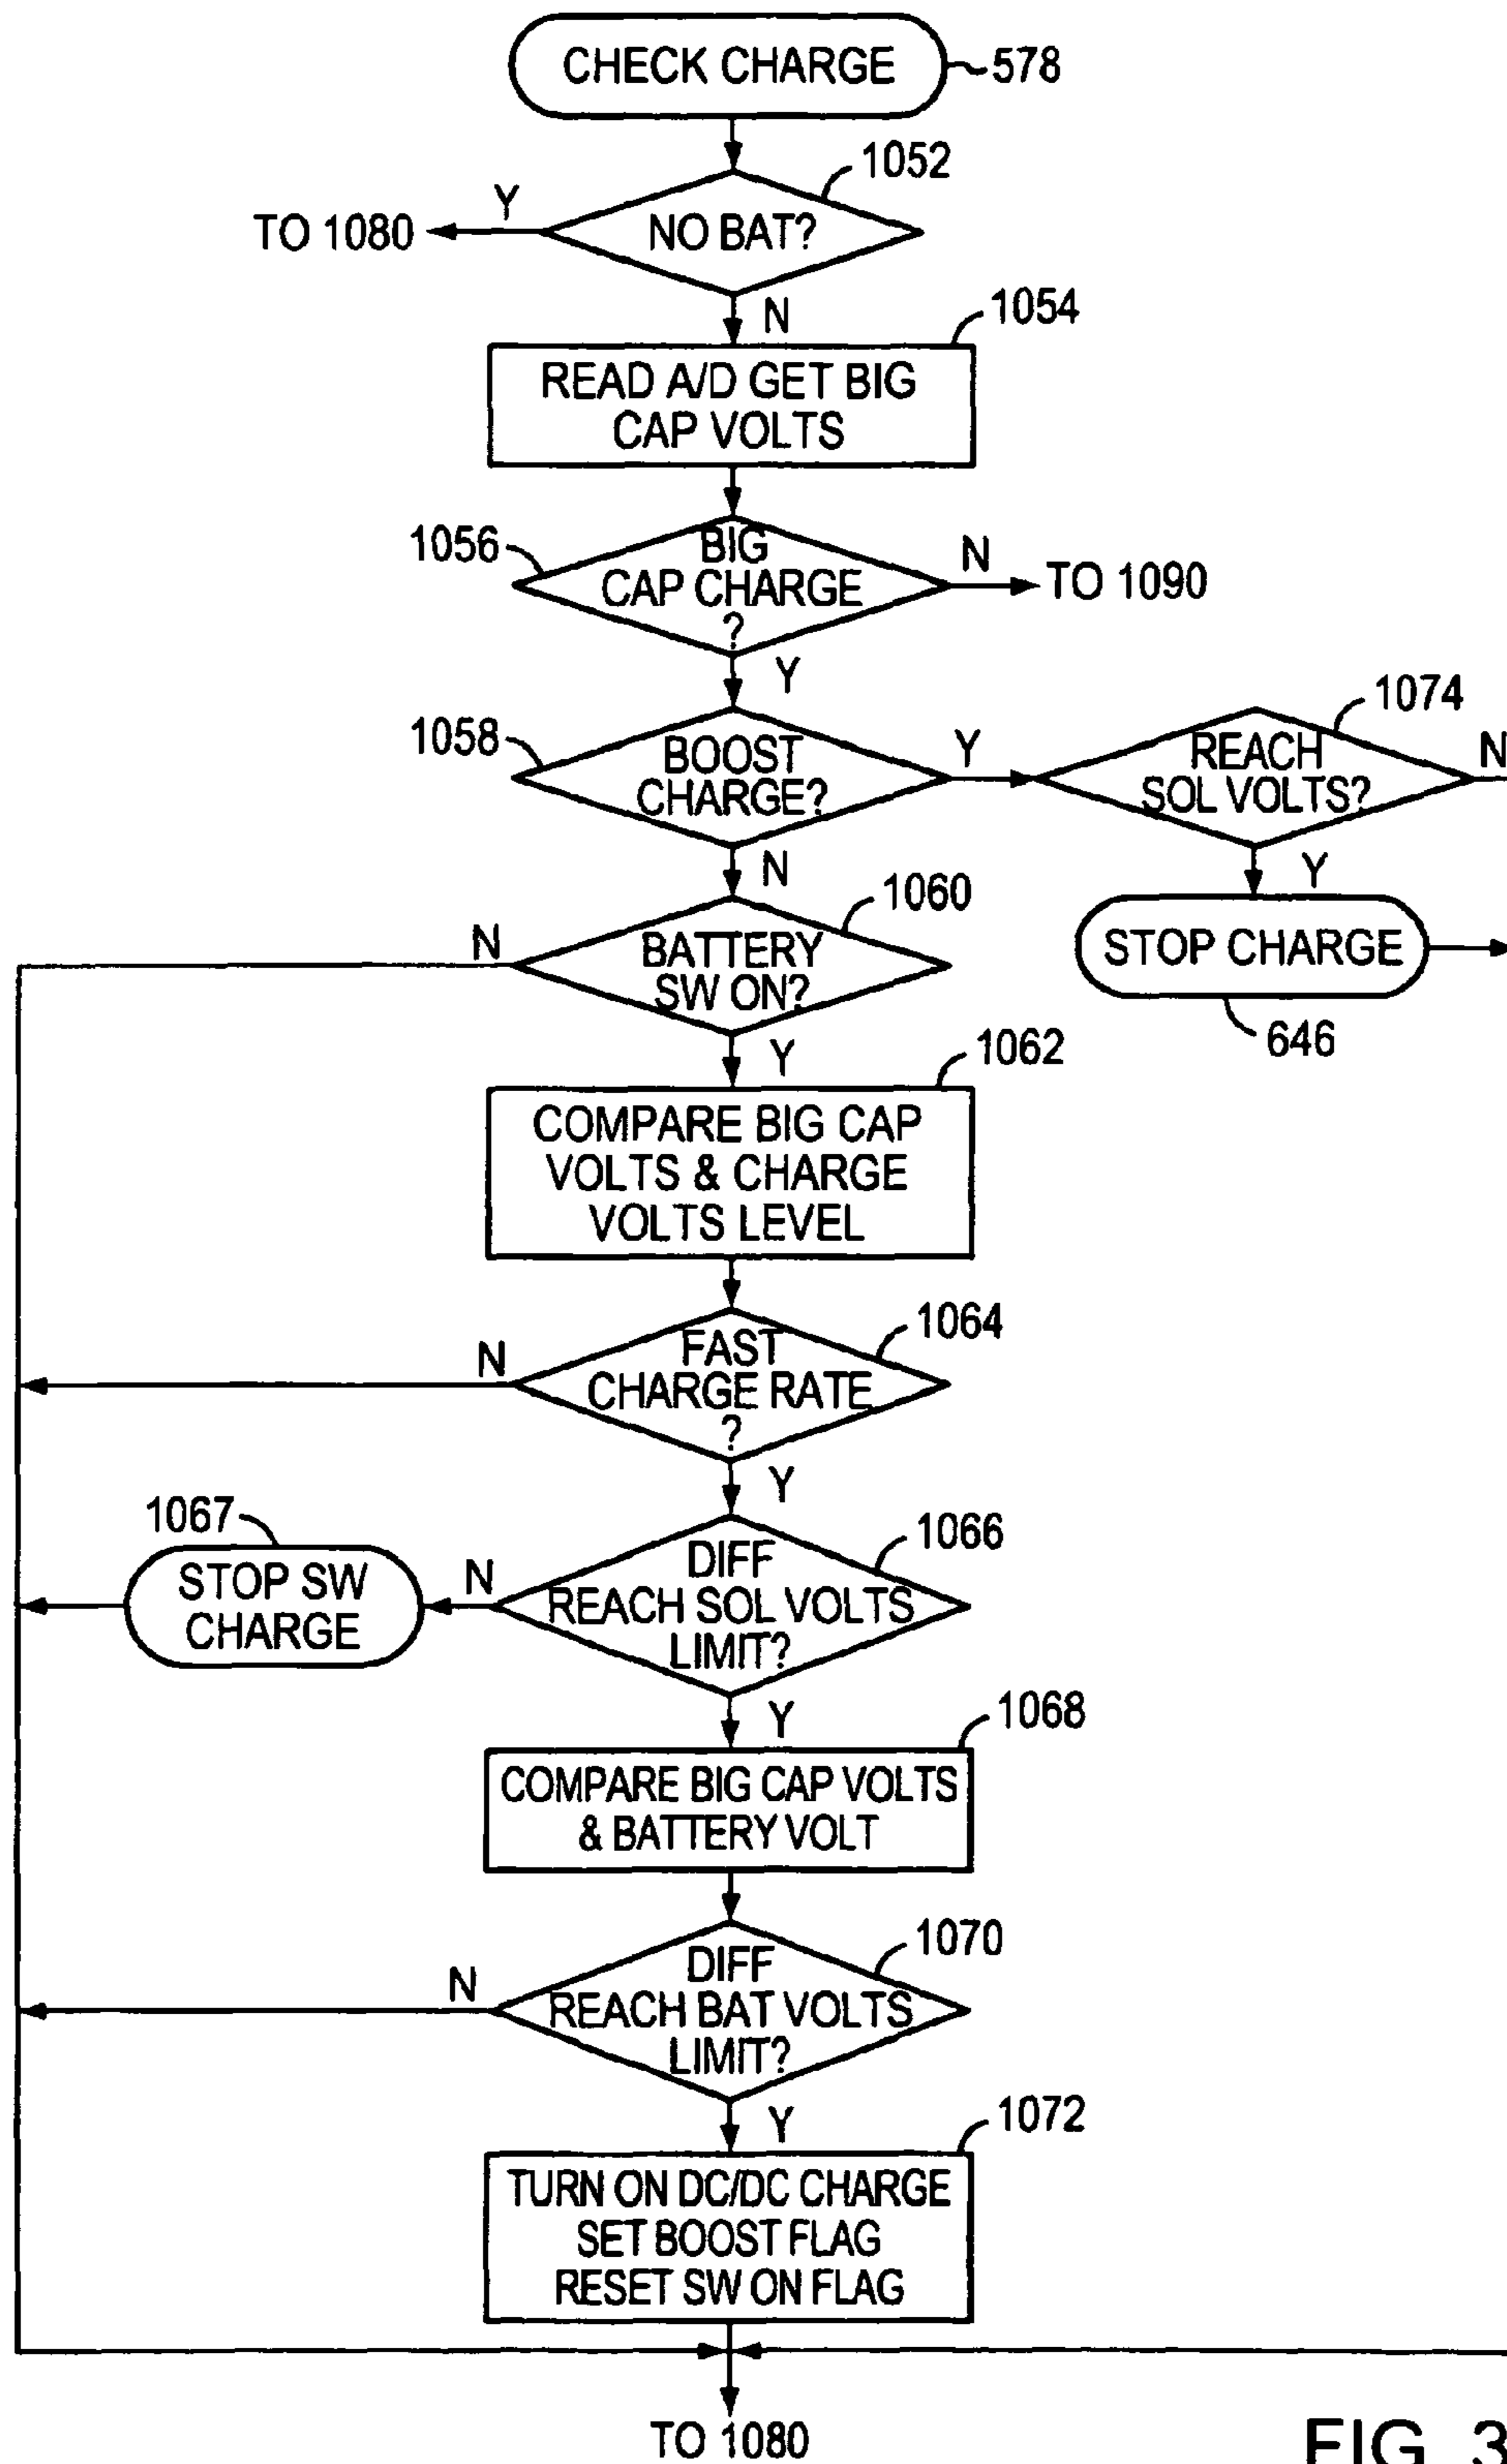 CHECK CHARGE
578
1052
Y
TO 1080
NO BAT?
N
1054
READ A/D GET BIG
CAP VOLTS
1056
BIG
CAP CHARGE
?
N
TO 1090
Y
1058
BOOST
CHARGE?
Y
1074
REACH
SOL VOLTS?
N
N
Y
1060
N
BATTERY
SW ON?
STOP CHARGE
646
Y
1062
COMPARE BIG CAP
VOLTS & CHARGE
VOLTS LEVEL
1064
N
FAST
CHARGE RATE
?
Y
1067
1066
STOP SW
CHARGE
N
DIFF
REACH SOL VOLTS
LIMIT?
Y
1068
COMPARE BIG CAP VOLTS
& BATTERY VOLT
1070
N
DIFF
REACH BAT VOLTS
LIMIT?
Y
1072
TURN ON DC/DC CHARGE
SET BOOST FLAG
RESET SW ON FLAG
TO 1080
FIG. 3